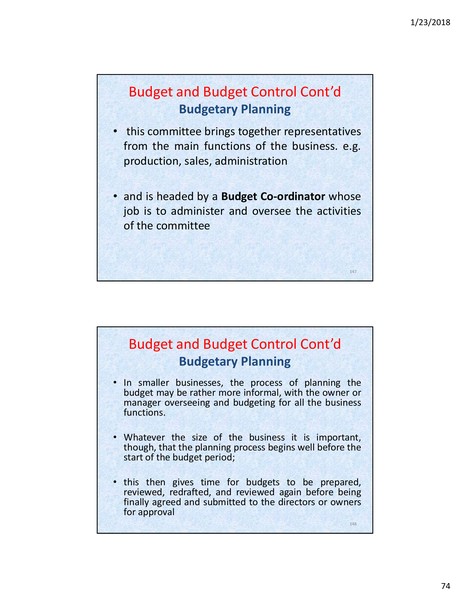 1/23/2018
Budget and Budget Control Cont'd
Budgetary Planning
• this committee brings together representatives
from the main functions of the business. e.g.
production, sales, administration
• and is headed by a Budget Co-ordinator whose
job is to administer and oversee the activities
of the committee
Budget and Budget Control Cont'd
Budgetary Planning
• In smaller businesses, the process of planning the
budget may be rather more informal, with the owner or
manager overseeing and budgeting for all the business
functions.
• Whatever the size of the business it is important,
though, that the planning process begins well before the
start of the budget period;
• this then gives time for budgets to be prepared,
reviewed, redrafted, and reviewed again before being
finally agreed and submitted to the directors or owners
for approval
74